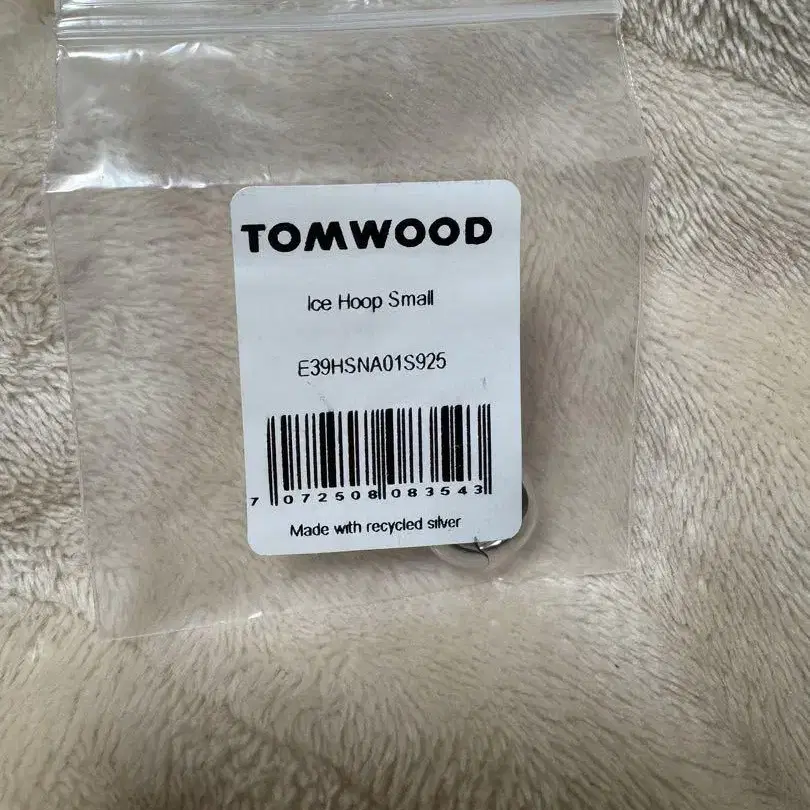 TOMWOOD
Ice Hoop Small
E39HSNA01S925
7 072508 083543
Made with recycled silver